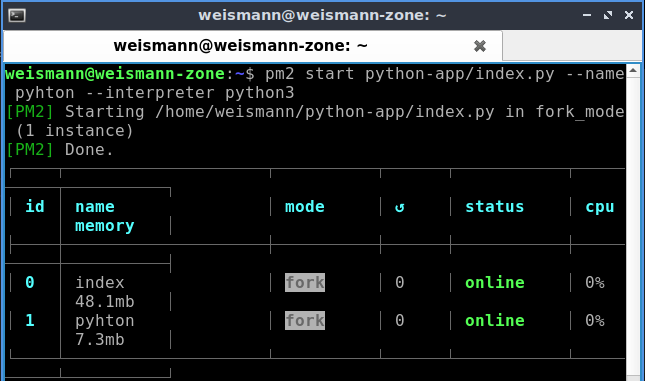 weismann@weismann-zone: ~
weismann@weismann-zone: ~
weismann@weismann-zone:~$ pm2 start python-app/index.py --name
pyhton --interpreter python3
[PM2] Starting /home/weismann/python-app/index.py in fork_mode
(1 instance)
[PM2] Done.
id name mode ↺ status cpu
memory
0 index fork 0 online 0%
48.1mb
1 pyhton fork 0 online 0%
7.3mb